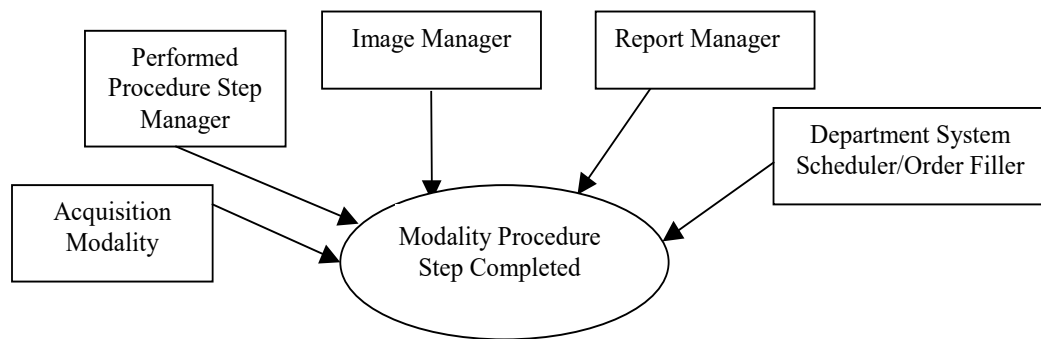 Performed
Procedure Step
Manager
Image Manager
Report Manager
Department System
Scheduler/Order Filler
Acquisition
Modality
Modality Procedure
Step Completed